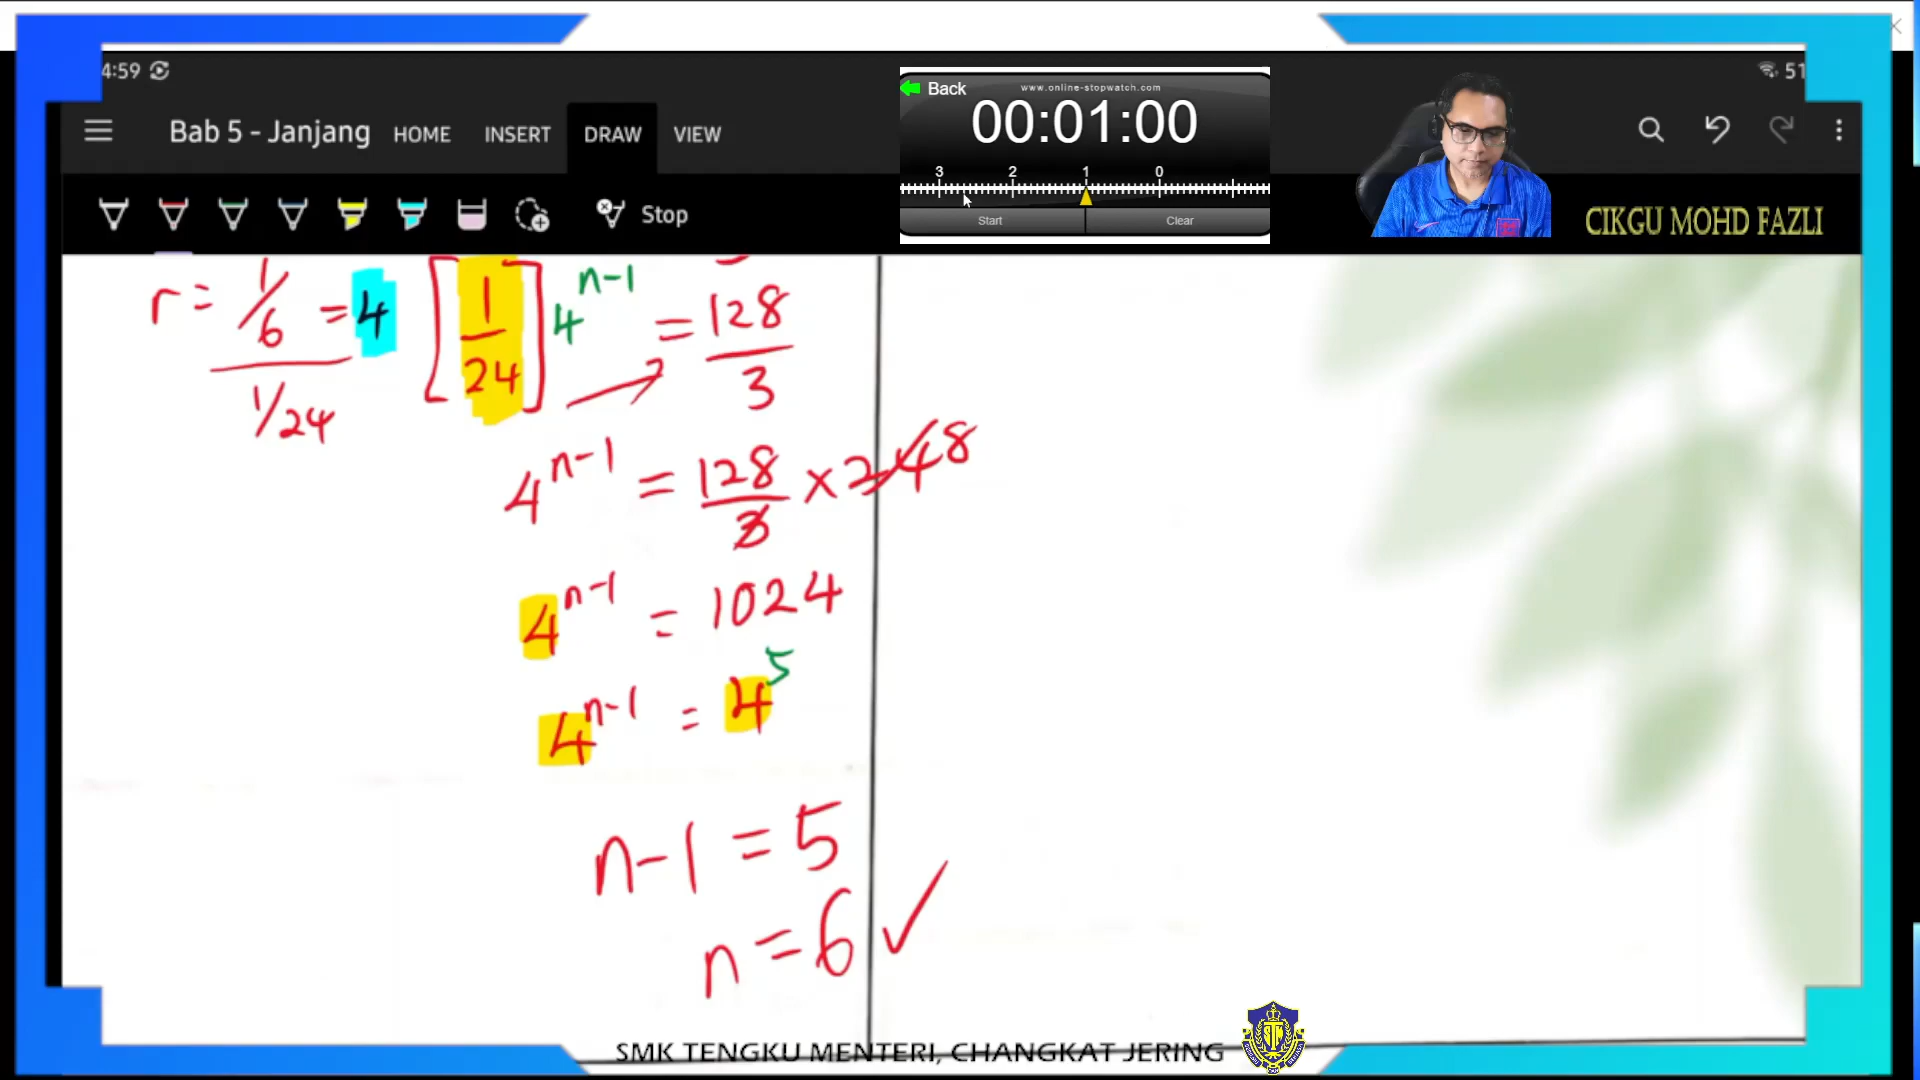 4:59
51
Back
www.online-stopwatch.com
00:01:00
3 2 1 0
Start Clear
Bab 5 - Janjang HOME INSERT DRAW VIEW
Stop
CIKGU MOHD FAZLI
r = 1/6 / 1/24 = 4
[1/24] 4^{n-1} = 128/3
4^{n-1} = 128/3 × 24 8
4^{n-1} = 1024
4^{n-1} = 4^5
n-1 = 5
n = 6 ✓
SMK TENGKU MENTERI, CHANGKAT JERING